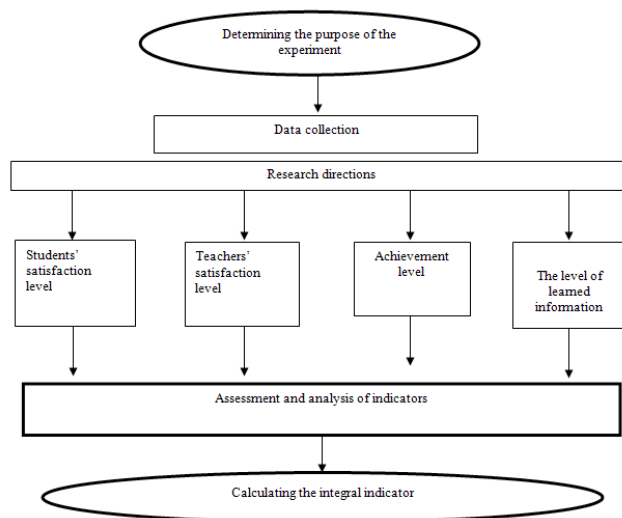 Determining the purpose of the
experiment
Data collection
Research directions
Students’
satisfaction
level
Teachers’
satisfaction
level
Achievement
level
The level of
learned
information
Assessment and analysis of indicators
Calculating the integral indicator